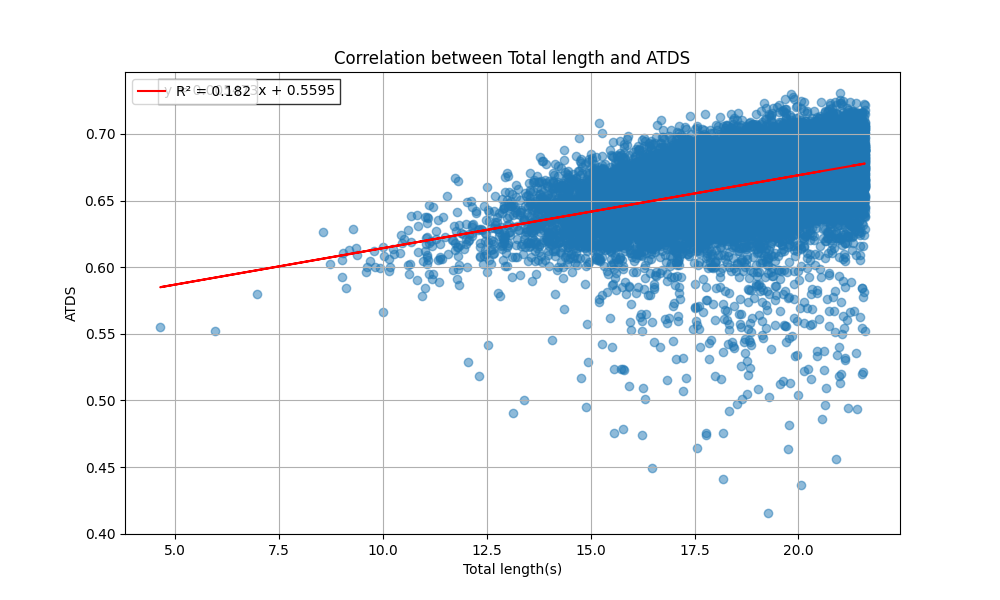 Correlation between Total length and ATDS
R² = 0.182 x + 0.5595
ATDS
0.70
0.65
0.60
0.55
0.50
0.45
0.40
5.0 7.5 10.0 12.5 15.0 17.5 20.0
Total length(s)